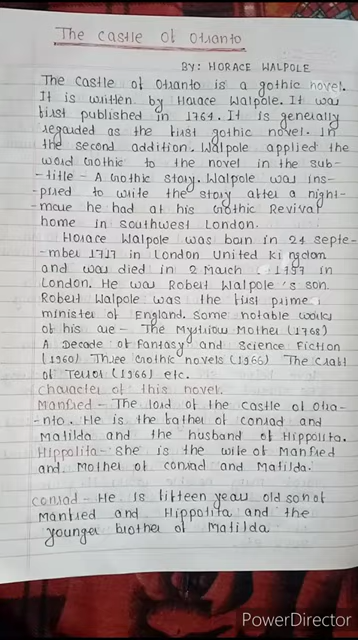 The castle of Otranto
BY: HORACE WALPOLE
The castle of Otranto is a gothic novel.
It is written by Horace Walpole. It was
first published in 1764. It is generally
regarded as the first gothic novel. In
the second addition. Walpole applied the
word Gothic to the novel in the sub-
-title - A Gothic story. Walpole was ins-
-pired to write the story after a night-
-mare he had at his Gothic Revival
home in southwest London.
Horace Walpole was born in 24 septe-
-mber 1717 in London United kingdom
and was died in 2 March 1797 in
London. He was Robert Walpole's son.
Robert Walpole was the first prime
minister of England. Some notable works
of his are - The Mysterious Mother (1768)
A Decade of Fantasy and Science Fiction
(1960) Three Gothic novels (1966) The Craft
of Terror (1966) etc.
Character of this novel.
Manfred - The lord of the castle of Otra-
-nto. He is the father of conrad and
Matilda and the husband of Hippolita.
Hippolita - she is the wife of Manfred
and Mother of conrad and Matilda.
conrad - He is fifteen year old son of
Manfred and Hippolita and the
younger brother of Matilda
PowerDirector